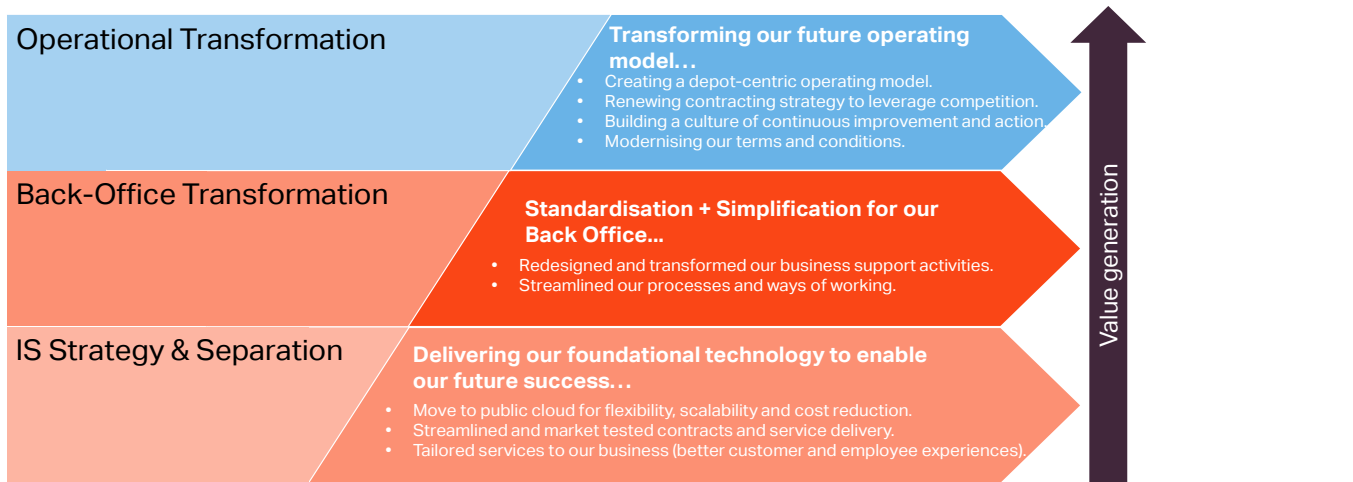 Operational Transformation
Transforming our future operating
model…
• Creating a depot-centric operating model.
• Renewing contracting strategy to leverage competition.
• Building a culture of continuous improvement and action.
• Modernising our terms and conditions.
Back-Office Transformation
Standardisation + Simplification for our
Back Office...
• Redesigned and transformed our business support activities.
• Streamlined our processes and ways of working.
IS Strategy & Separation
Delivering our foundational technology to enable
our future success…
• Move to public cloud for flexibility, scalability and cost reduction.
• Streamlined and market tested contracts and service delivery.
• Tailored services to our business (better customer and employee experiences).
Value generation